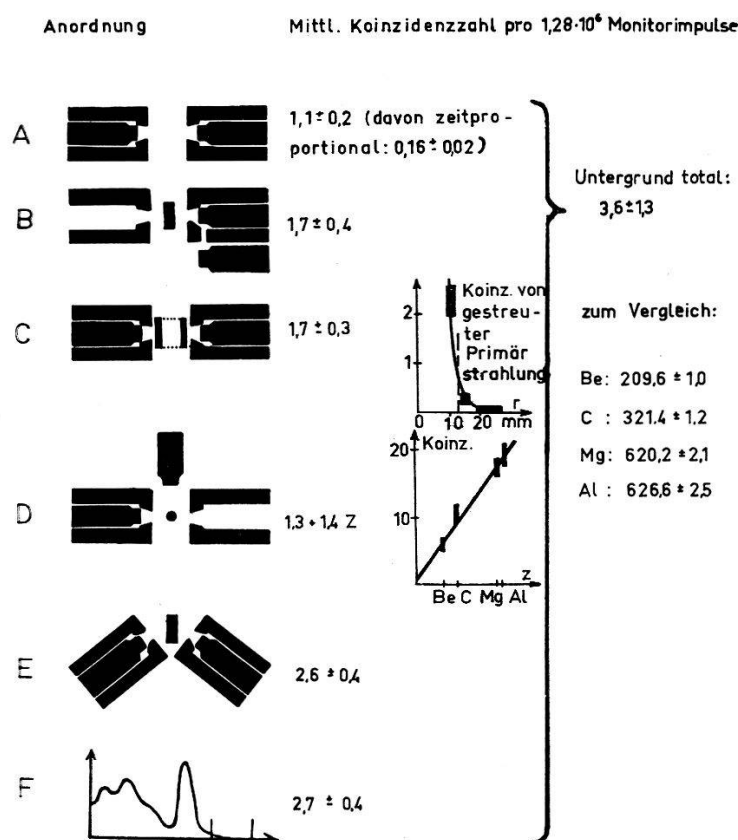 Anordnung
Mittl. Koinzidenzzahl pro 1,28·10⁶ Monitorimpulse
A
1,1 ± 0,2 (davon zeitpro-
portional: 0,16 ± 0,02)
B
1,7 ± 0,4
C
1,7 ± 0,3
2
1
0 10 20 mm
r
Koinz. von
gestreu-
ter
Primär
strahlung
D
1,3 + 1,4 Z
Koinz.
20
10
Z
Be C Mg Al
E
2,6 ± 0,4
F
2,7 ± 0,4
Untergrund total:
3,6 ± 1,3
zum Vergleich:
Be: 209,6 ± 1,0
C : 321,4 ± 1,2
Mg: 620,2 ± 2,1
Al : 626,6 ± 2,5